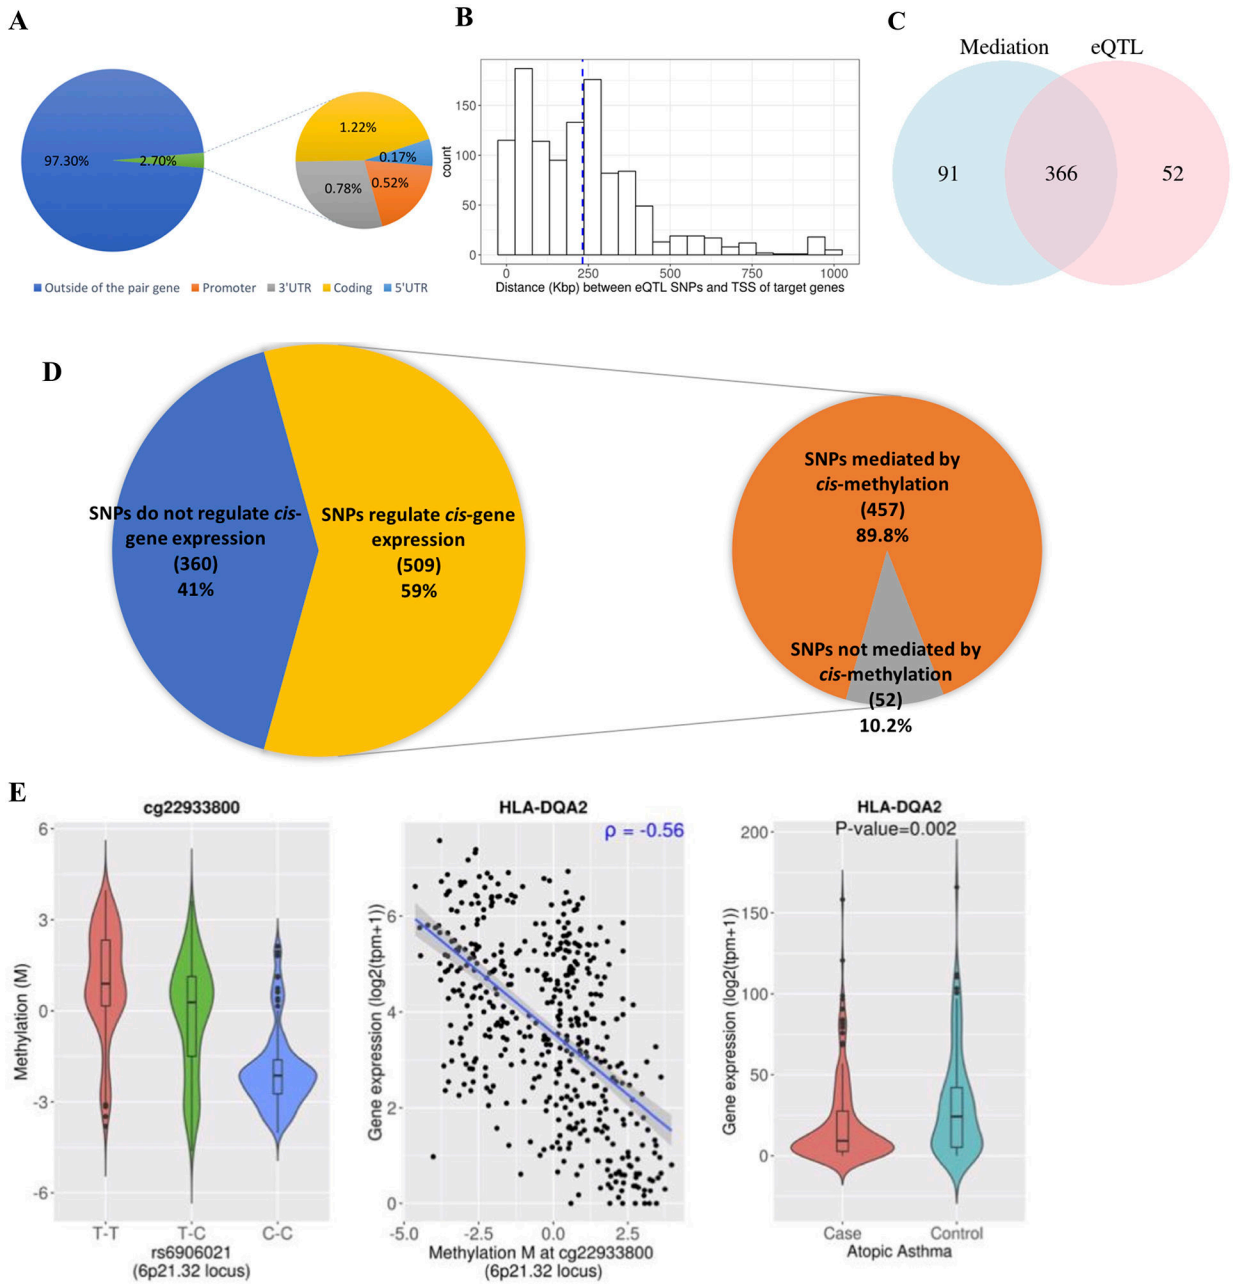 A
97.30%
2.70%
1.22%
0.17%
0.78%
0.52%
Outside of the pair gene
Promoter
3'UTR
Coding
5'UTR
B
count
150
100
50
0
0
250
500
750
1000
Distance (Kbp) between eQTL SNPs and TSS of target genes
C
Mediation
eQTL
91
366
52
D
SNPs do not regulate cis-
gene expression
(360)
41%
SNPs regulate cis-gene
expression
(509)
59%
SNPs mediated by
cis-methylation
(457)
89.8%
SNPs not mediated by
cis-methylation
(52)
10.2%
E
cg22933800
Methylation (M)
6
3
0
-3
-6
T-T
T-C
C-C
rs6906021
(6p21.32 locus)
HLA-DQA2
ρ = -0.56
Gene expression (log2(tpm+1))
6
4
2
0
-5.0
-2.5
0.0
2.5
Methylation M at cg22933800
(6p21.32 locus)
HLA-DQA2
P-value=0.002
Gene expression (log2(tpm+1))
200
150
100
50
0
Case
Control
Atopic Asthma